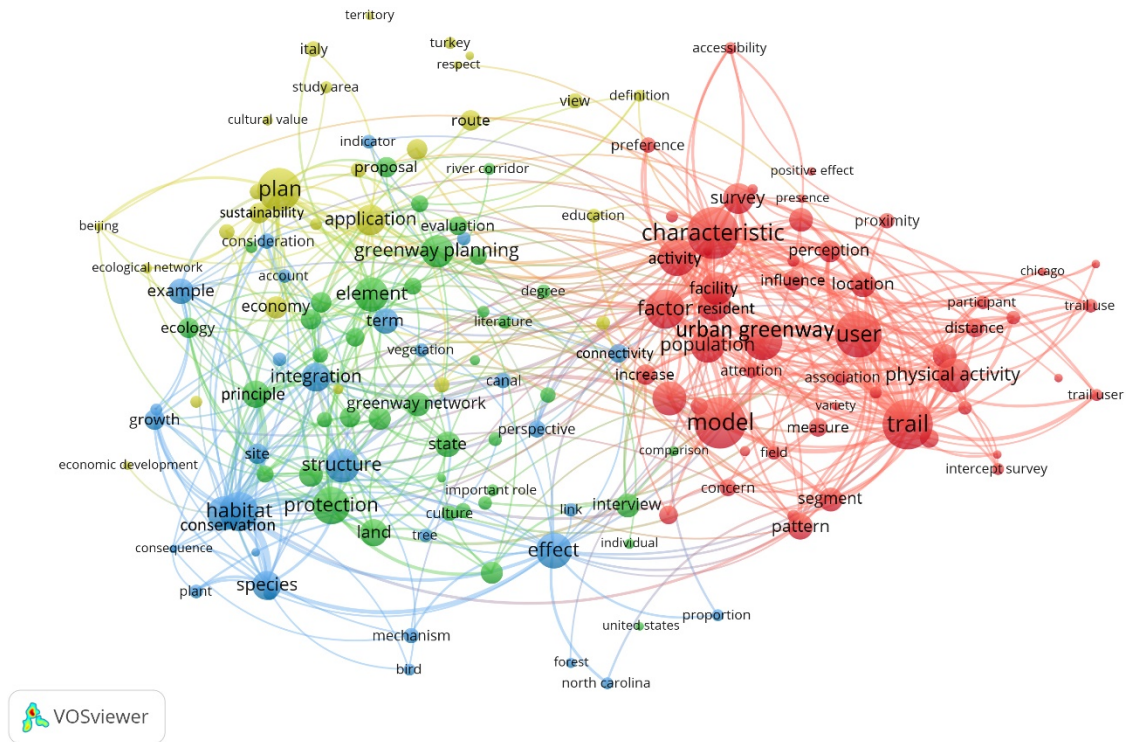 territory
italy
turkey
respect
accessibility
study area
view
definition
cultural value
route
indicator
preference
proposal
river corridor
positive effect
plan
survey
presence
sustainability
application
education
proximity
beijing
evaluation
characteristic
consideration
greenway planning
perception
activity
ecological network
account
chicago
example
element
degree
facility
influence
location
economy
factor
resident
participant
trail use
ecology
term
literature
urban greenway
user
distance
vegetation
connectivity
population
integration
canal
increase
attention
association
physical activity
principle
greenway network
trail user
growth
perspective
model
variety
trail
measure
state
site
economic development
structure
comparison
field
intercept survey
important role
concern
habitat
protection
culture
link
interview
segment
conservation
land
tree
pattern
consequence
effect
individual
plant
species
proportion
mechanism
united states
bird
forest
north carolina
VOSviewer